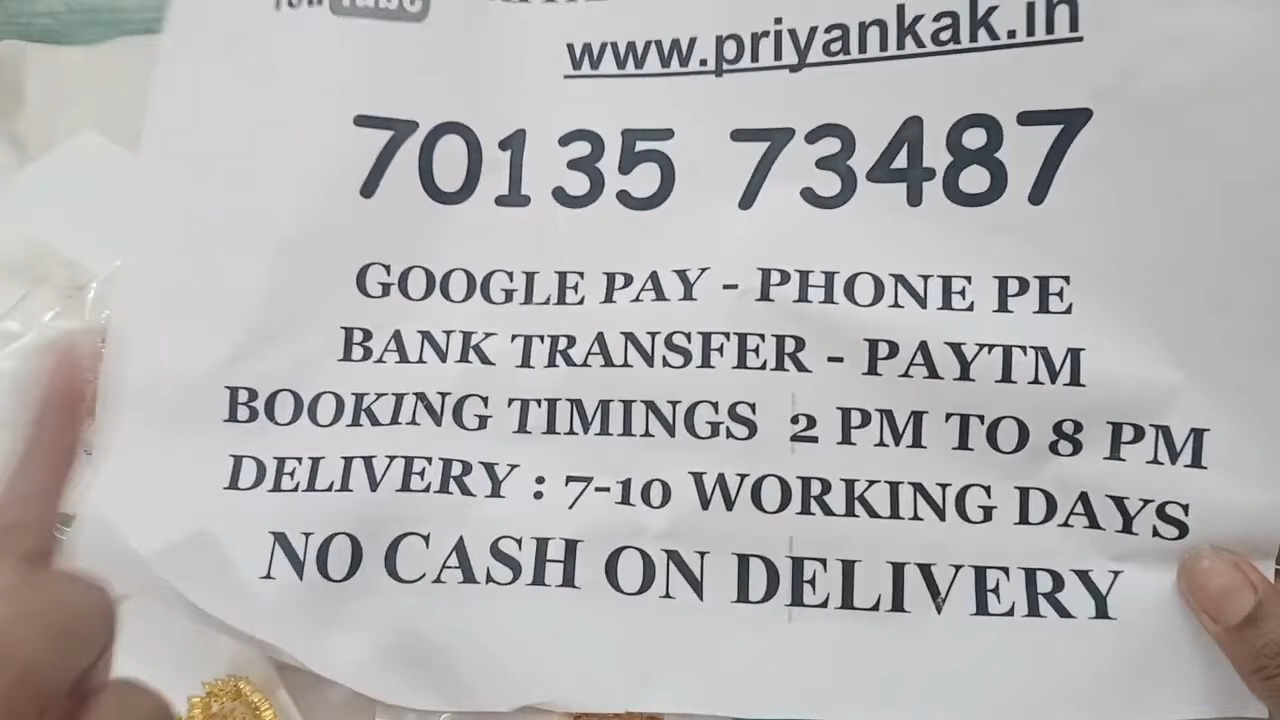 YouTube
www.priyankak.in
70135 73487
GOOGLE PAY - PHONE PE
BANK TRANSFER - PAYTM
BOOKING TIMINGS 2 PM TO 8 PM
DELIVERY : 7-10 WORKING DAYS
NO CASH ON DELIVERY